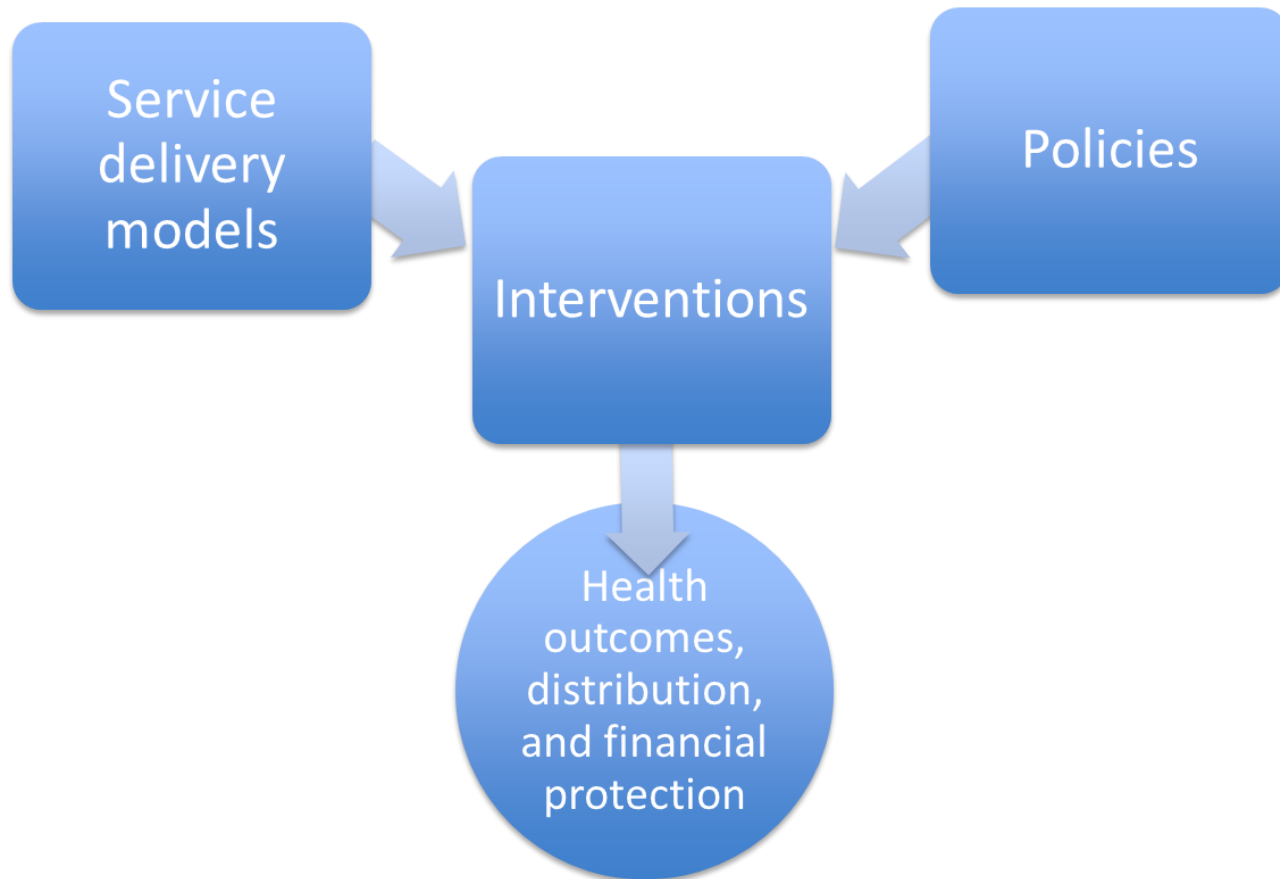 Service
delivery
models
Policies
Interventions
Health
outcomes,
distribution,
and financial
protection